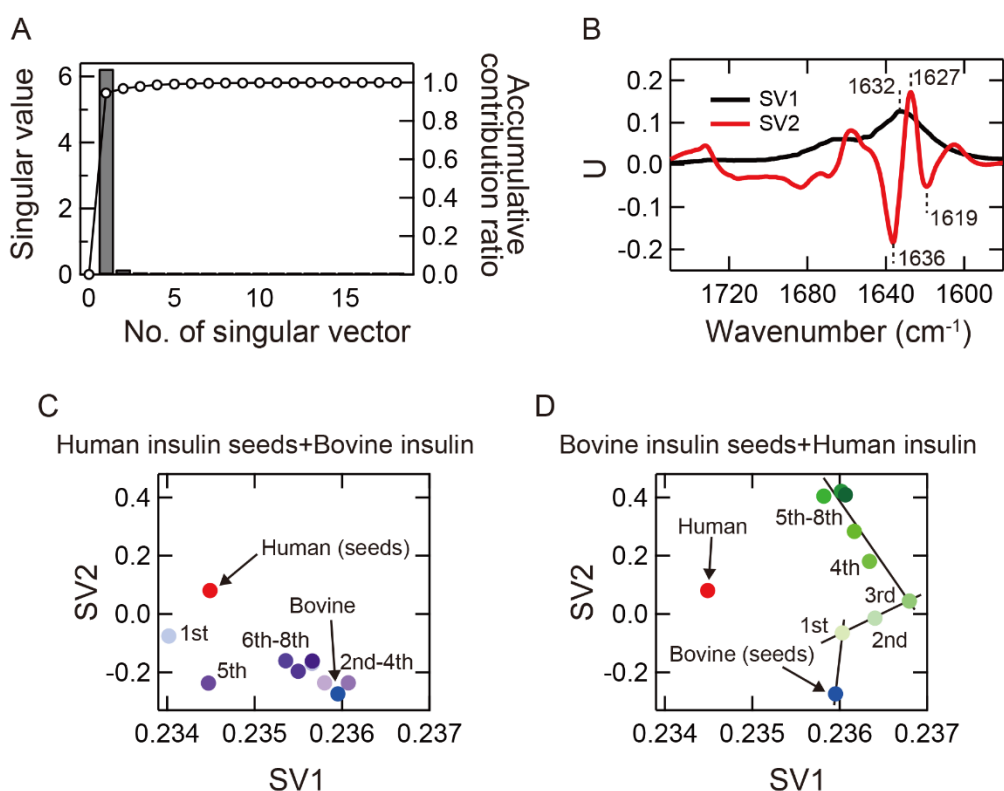 A
Singular value
6
4
2
0
1.0
0.8
0.6
0.4
0.2
0.0
Accumulative
contribution ratio
0 5 10 15
No. of singular vector
B
U
0.2
0.1
0.0
-0.1
-0.2
SV1
SV2
1632
1627
1619
1636
1720 1680 1640 1600
Wavenumber (cm⁻¹)
C
Human insulin seeds+Bovine insulin
SV2
0.4
0.2
0.0
-0.2
Human (seeds)
1st
Bovine
6th-8th
2nd-4th
5th
0.234 0.235 0.236 0.237
SV1
D
Bovine insulin seeds+Human insulin
SV2
0.4
0.2
0.0
-0.2
Human
5th-8th
4th
3rd
1st
2nd
Bovine (seeds)
0.234 0.235 0.236 0.237
SV1